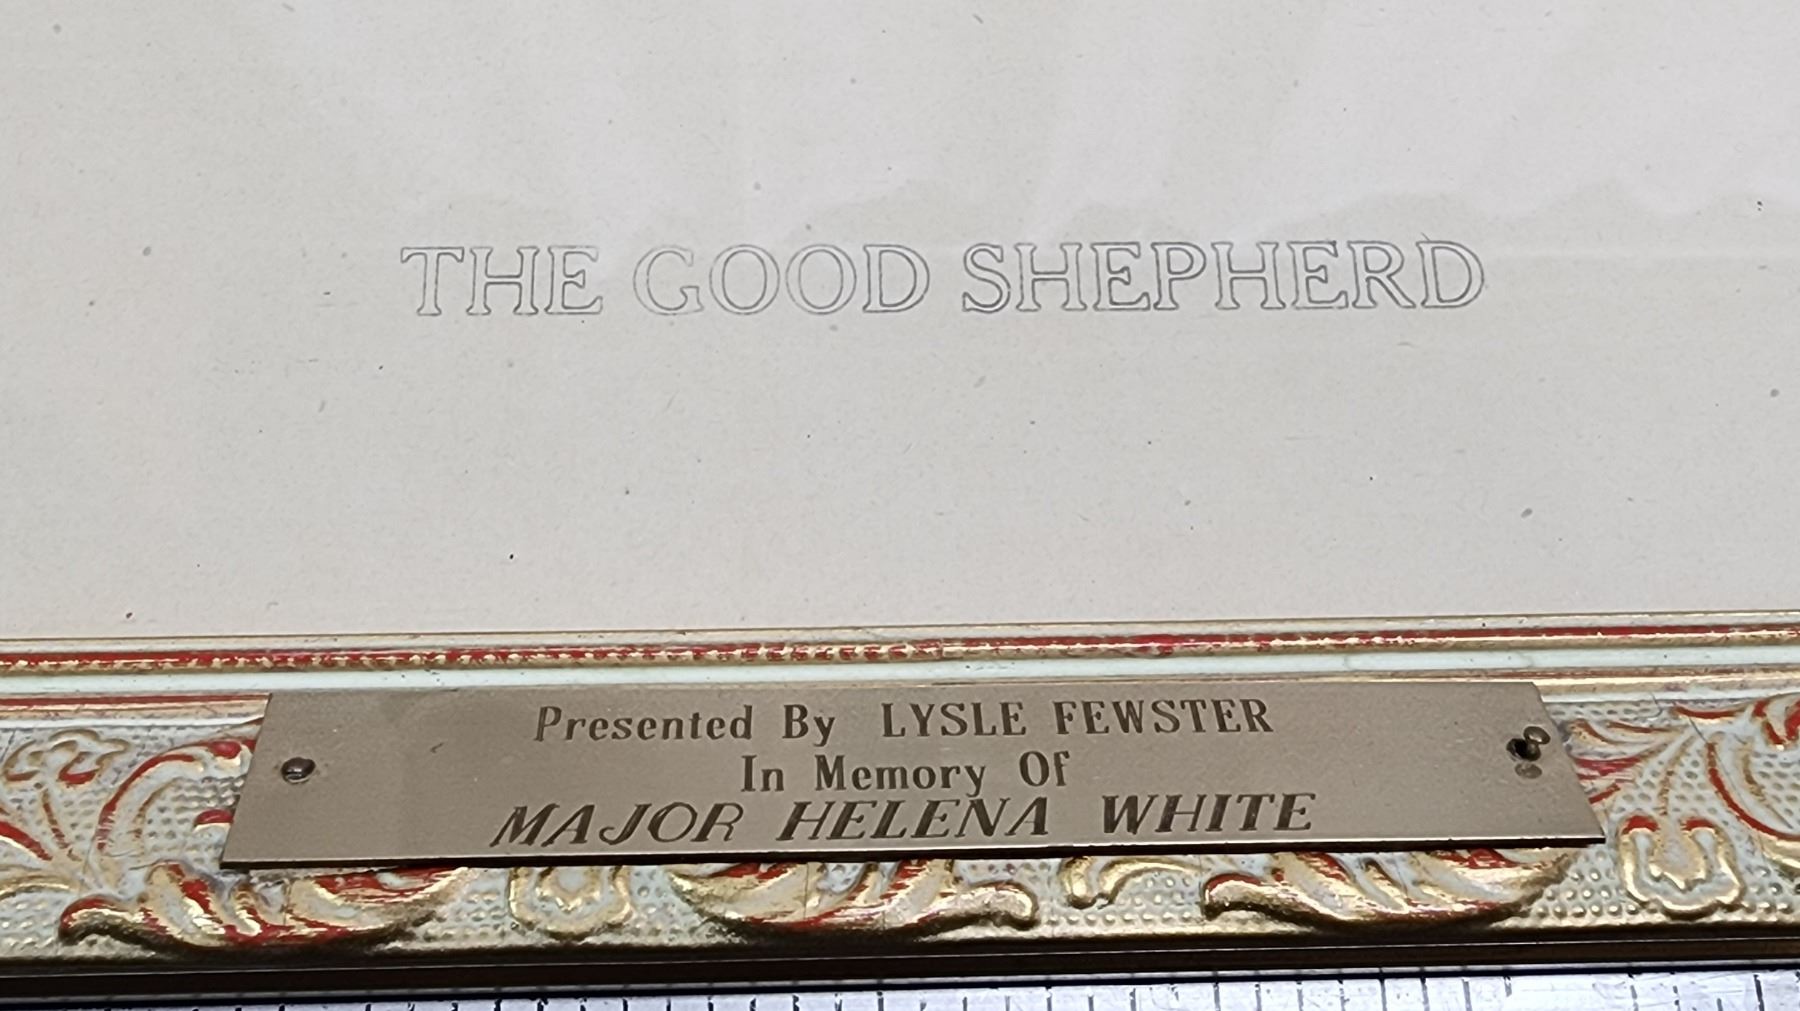 THE GOOD SHEPHERD
Presented By LYSLE FEWSTER
In Memory Of
MAJOR HELENA WHITE